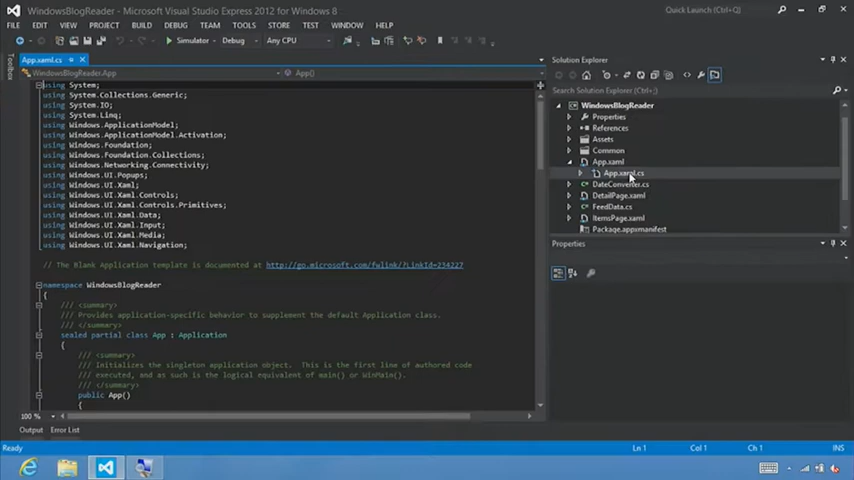 WindowsBlogReader - Microsoft Visual Studio Express 2012 for Windows 8
Quick Launch (Ctrl+Q)
FILE EDIT VIEW PROJECT BUILD DEBUG TEAM TOOLS STORE TEST WINDOW HELP
Simulator Debug Any CPU
Toolbox
App.xaml.cs
WindowsBlogReader.App
App()
using System;
using System.Collections.Generic;
using System.IO;
using System.Linq;
using Windows.ApplicationModel;
using Windows.ApplicationModel.Activation;
using Windows.Foundation;
using Windows.Foundation.Collections;
using Windows.Networking.Connectivity;
using Windows.UI.Popups;
using Windows.UI.Xaml;
using Windows.UI.Xaml.Controls;
using Windows.UI.Xaml.Controls.Primitives;
using Windows.UI.Xaml.Data;
using Windows.UI.Xaml.Input;
using Windows.UI.Xaml.Media;
using Windows.UI.Xaml.Navigation;
// The Blank Application template is documented at http://go.microsoft.com/fwlink/?LinkId=234227
namespace WindowsBlogReader
{
/// <summary>
/// Provides application-specific behavior to supplement the default Application class.
/// </summary>
sealed partial class App : Application
{
/// <summary>
/// Initializes the singleton application object.  This is the first line of authored code
/// executed, and as such is the logical equivalent of main() or WinMain().
/// </summary>
public App()
{
100 %
Output Error List
Solution Explorer
Search Solution Explorer (Ctrl+;)
WindowsBlogReader
Properties
References
Assets
Common
App.xaml
App.xaml.cs
DateConverter.cs
DetailPage.xaml
FeedData.cs
ItemsPage.xaml
Package.appxmanifest
Properties
Ready
Ln 1
Col 1
Ch 1
INS